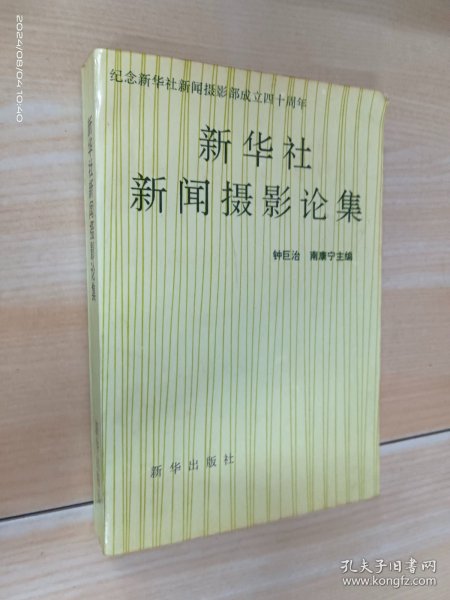 2024/08/04 10:40
纪念新华社新闻摄影部成立四十周年
新华社
新闻摄影论集
钟巨治 南康宁主编
新华出版社
新华社新闻摄影论集
孔夫子旧书网
www.kongfz.com